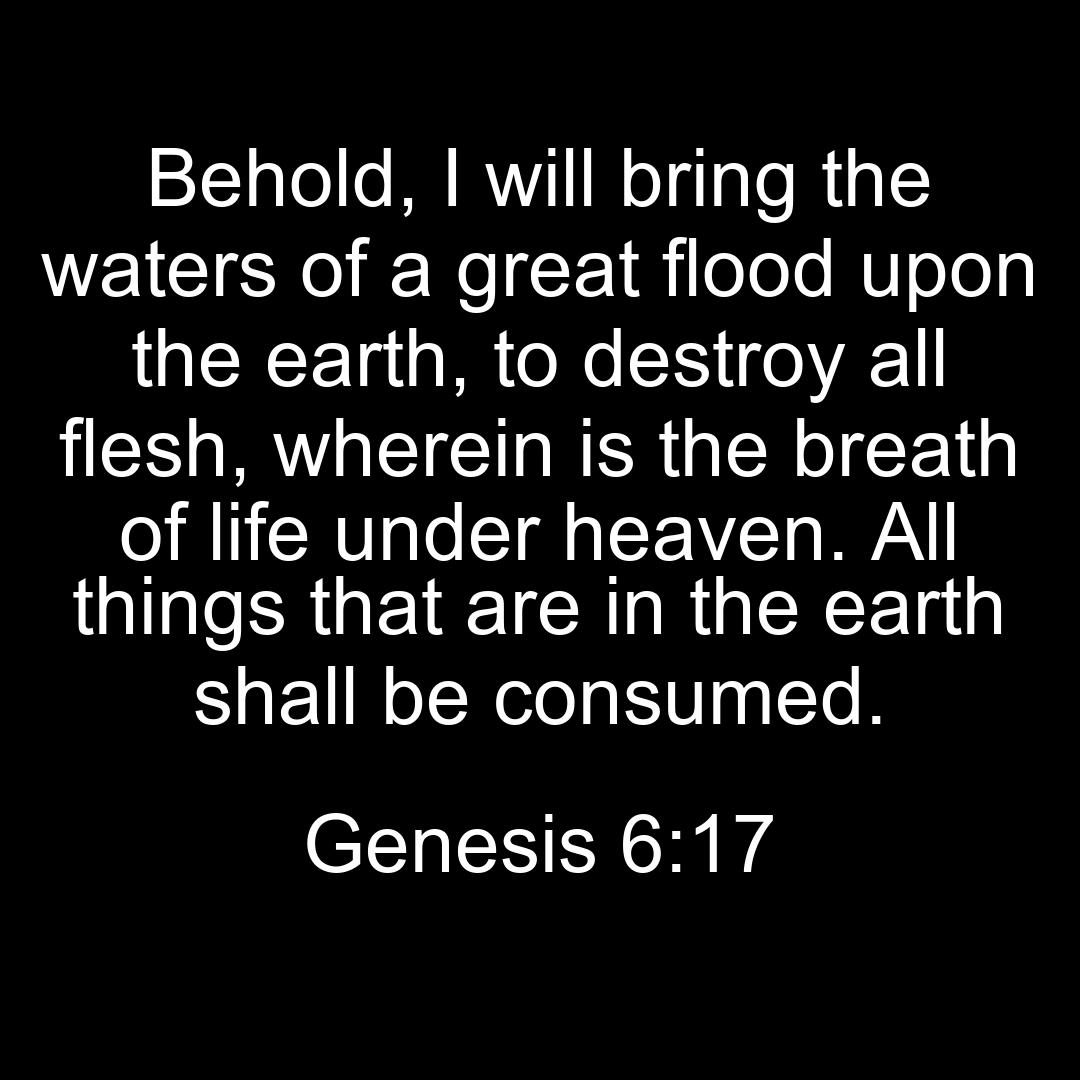 Behold, I will bring the
waters of a great flood upon
the earth, to destroy all
flesh, wherein is the breath
of life under heaven. All
things that are in the earth
shall be consumed.
Genesis 6:17